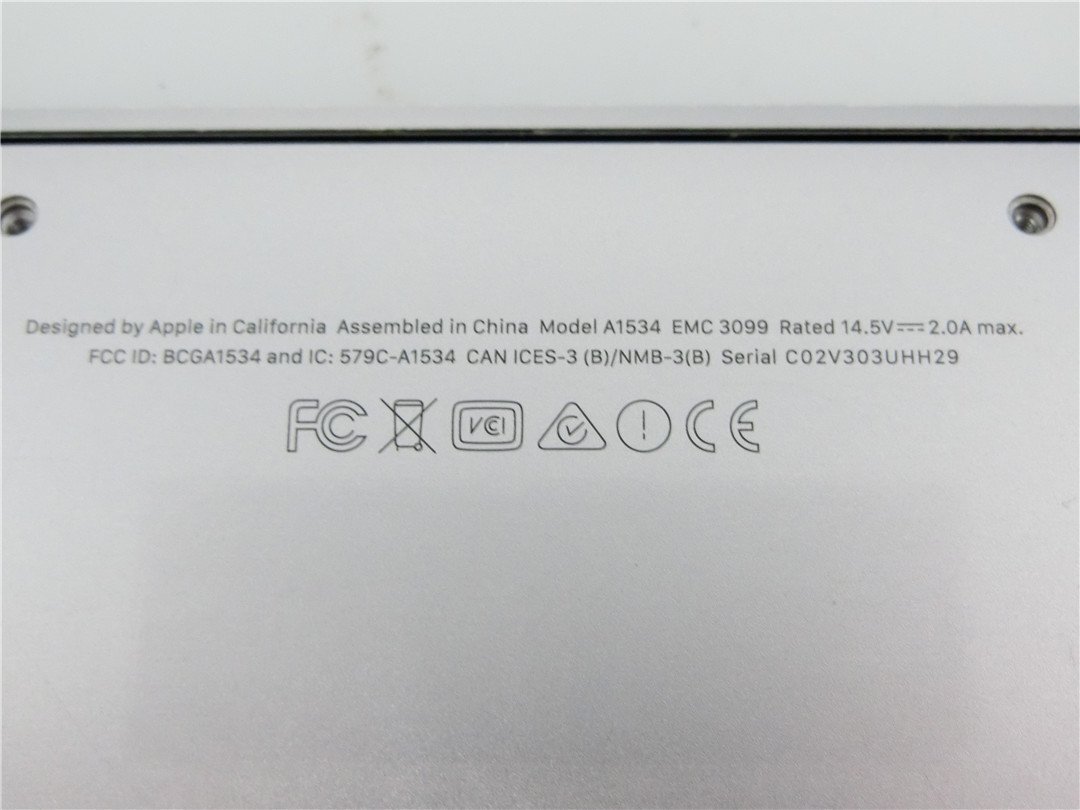 Designed by Apple in California Assembled in China Model A1534 EMC 3099 Rated 14.5V⎓2.0A max.
FCC ID: BCGA1534 and IC: 579C-A1534 CAN ICES-3 (B)/NMB-3(B) Serial C02V303UHH29
FC VCI CE